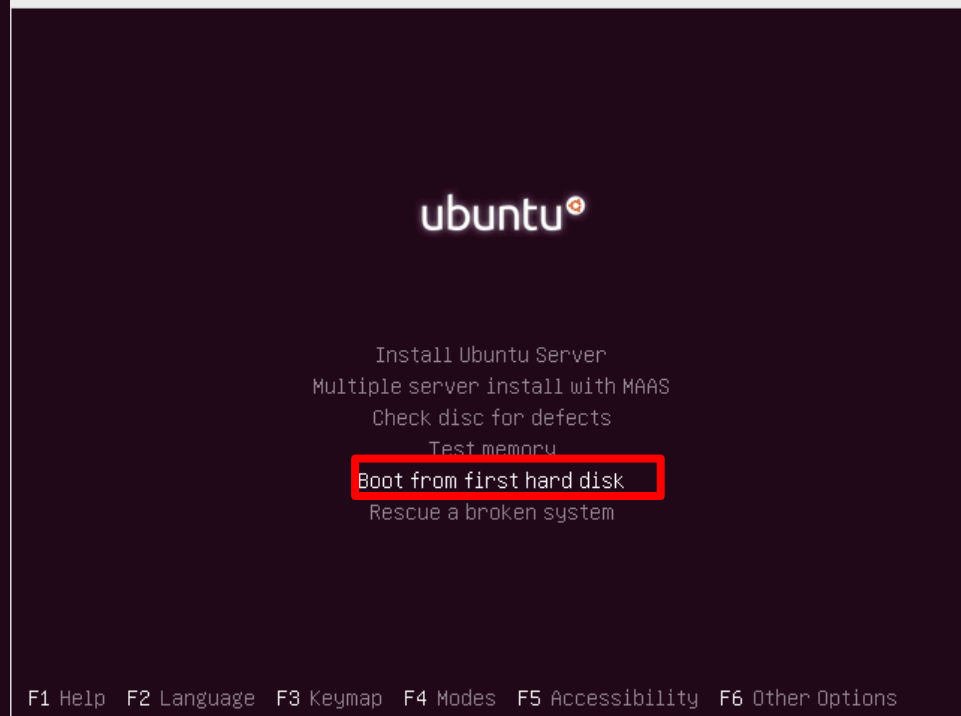 ubuntu
Install Ubuntu Server
Multiple server install with MAAS
Check disc for defects
Test memory
Boot from first hard disk
Rescue a broken system
F1 Help F2 Language F3 Keymap F4 Modes F5 Accessibility F6 Other Options